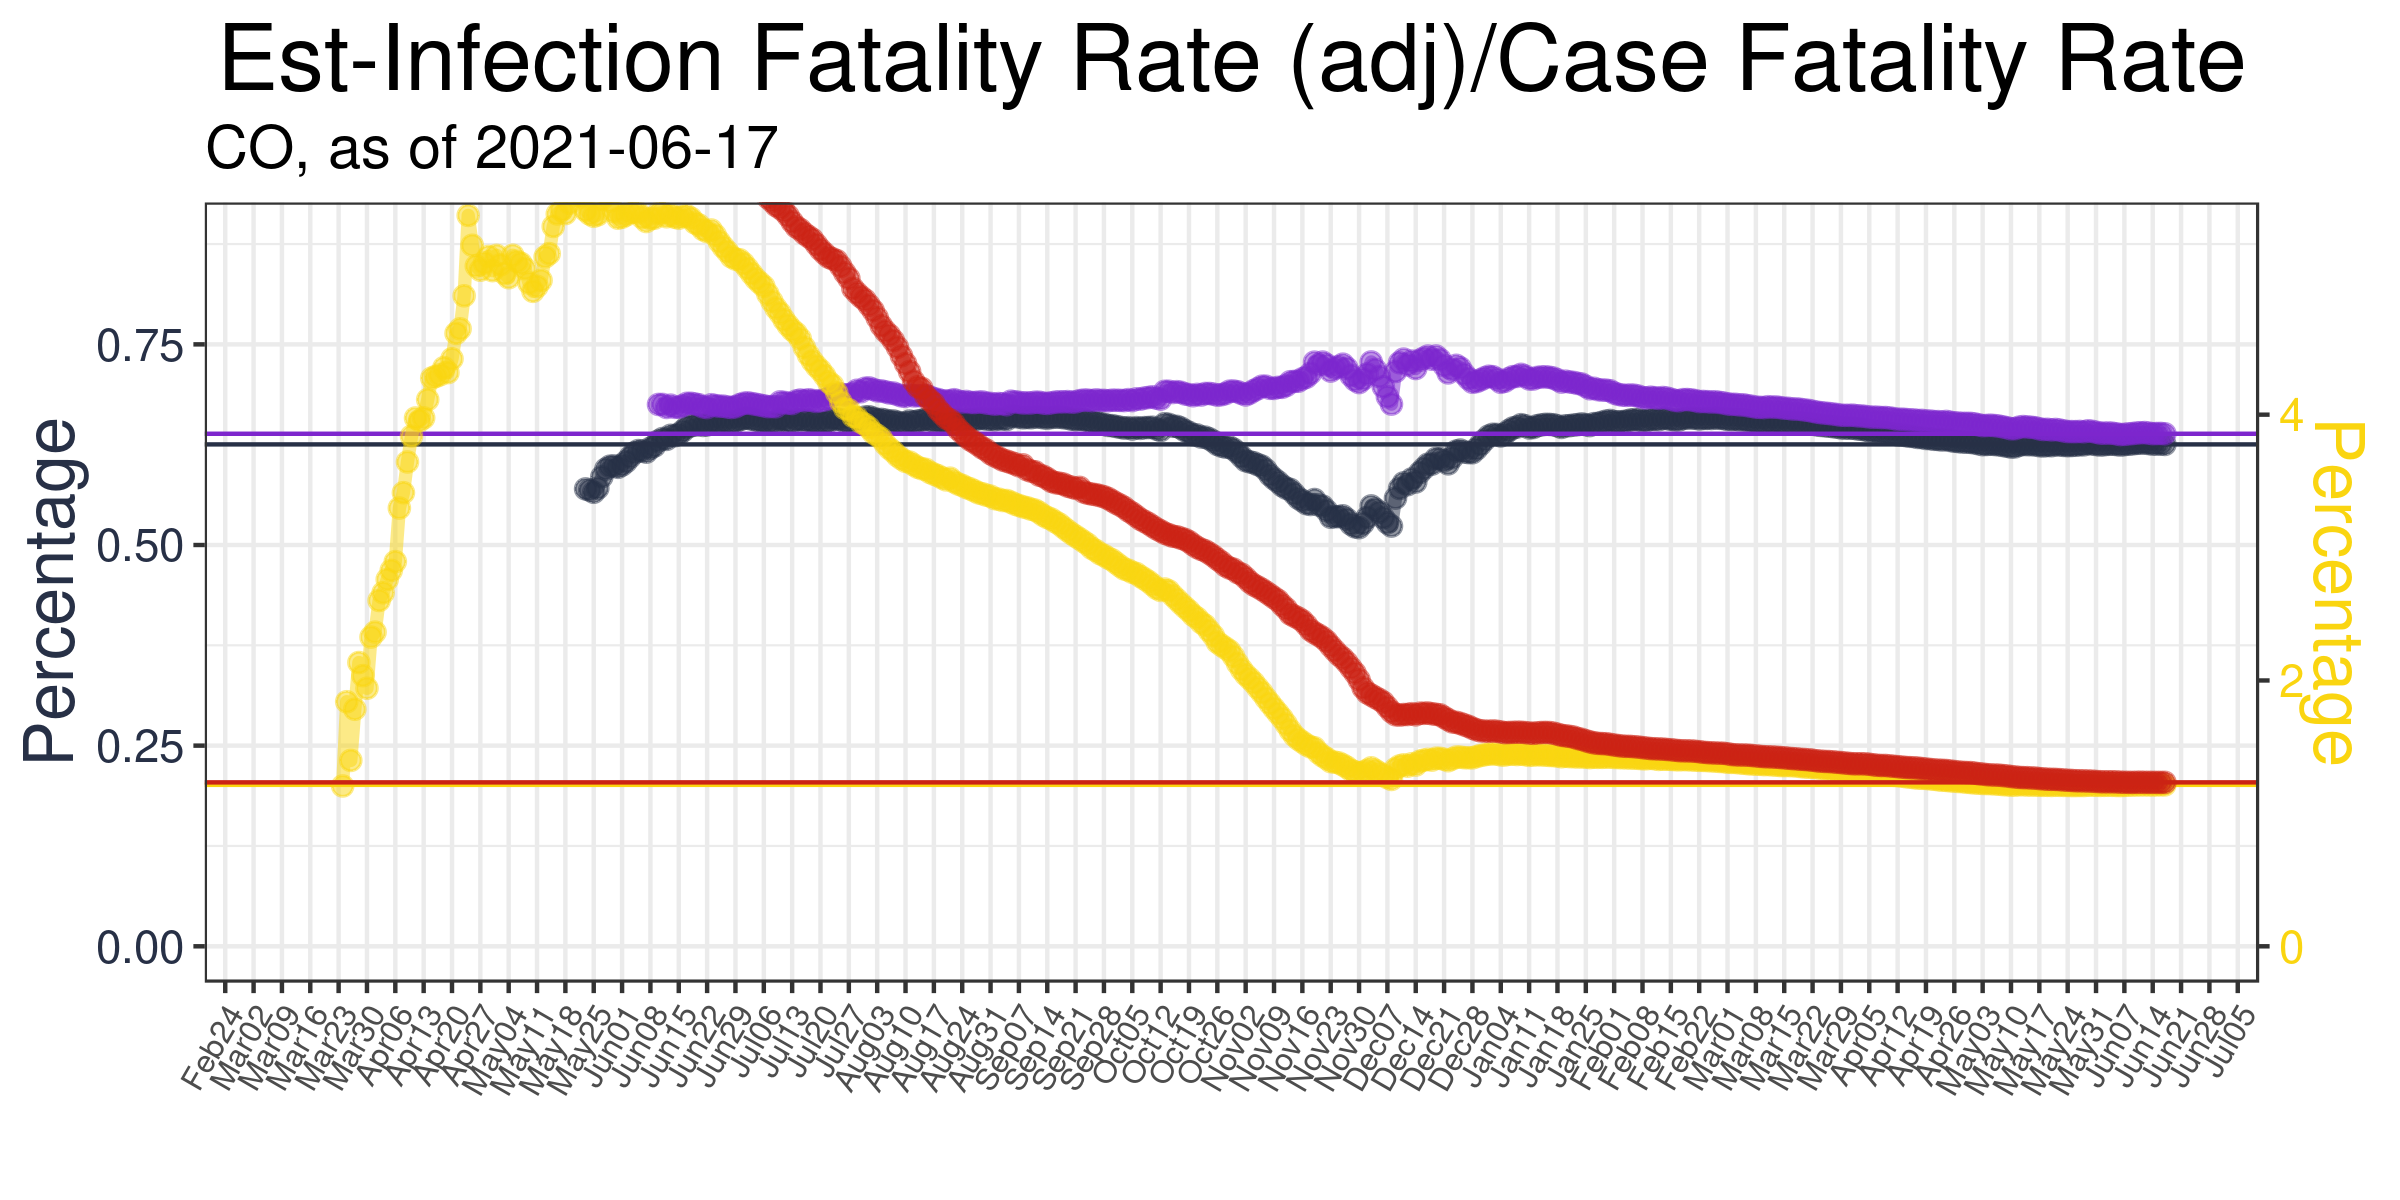 Est-Infection Fatality Rate (adj)/Case Fatality Rate
CO, as of 2021-06-17
Percentage
0.75
0.50
0.25
0.00
4
2
0
Percentage
Feb24
Mar02
Mar09
Mar16
Mar23
Mar30
Apr06
Apr13
Apr20
Apr27
May04
May11
May18
May25
Jun01
Jun08
Jun15
Jun22
Jun29
Jul06
Jul13
Jul20
Jul27
Aug03
Aug10
Aug17
Aug24
Aug31
Sep07
Sep14
Sep21
Sep28
Oct05
Oct12
Oct19
Oct26
Nov02
Nov09
Nov16
Nov23
Nov30
Dec07
Dec14
Dec21
Dec28
Jan04
Jan11
Jan18
Jan25
Feb01
Feb08
Feb15
Feb22
Mar01
Mar08
Mar15
Mar22
Mar29
Apr05
Apr12
Apr19
Apr26
May03
May10
May17
May24
May31
Jun07
Jun14
Jun21
Jun28
Jul05